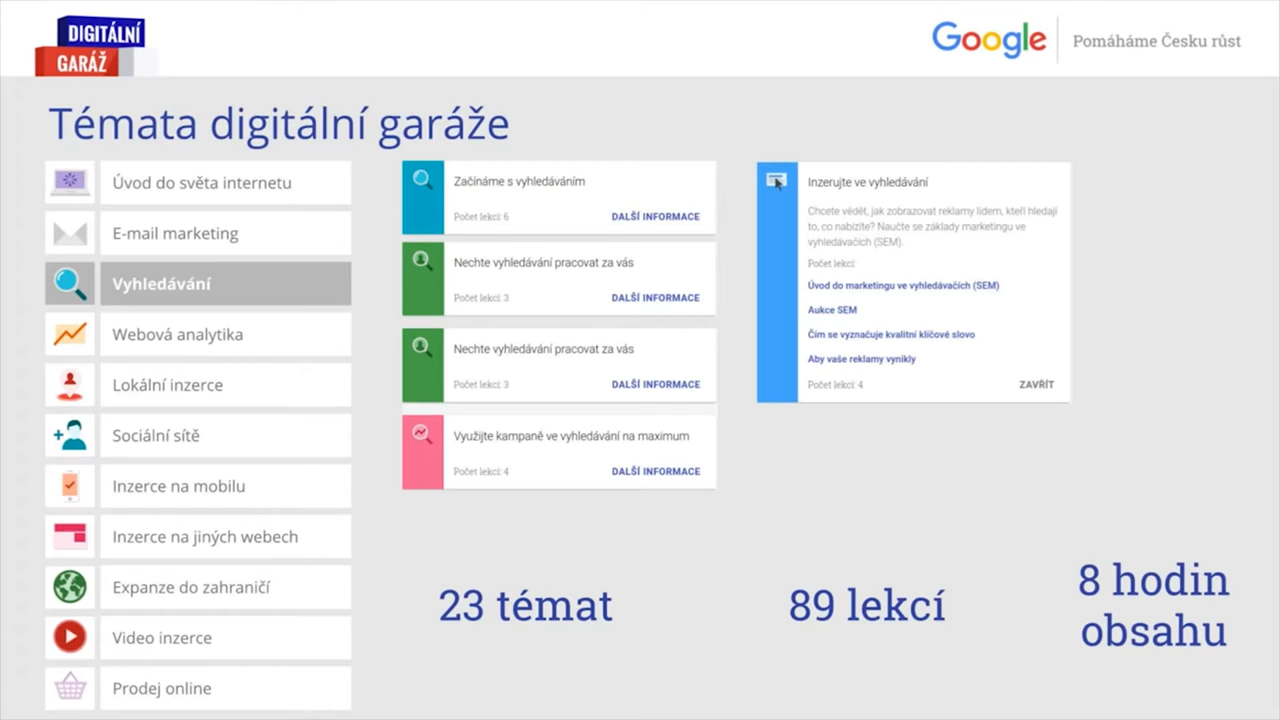 DIGITÁLNÍ
GARÁŽ
Google
Pomáháme Česku růst
Témata digitální garáže
Úvod do světa internetu
E-mail marketing
Vyhledávání
Webová analytika
Lokální inzerce
Sociální sítě
Inzerce na mobilu
Inzerce na jiných webech
Expanze do zahraničí
Video inzerce
Prodej online
Začínáme s vyhledáváním
Počet lekcí: 6 DALŠÍ INFORMACE
Nechte vyhledávání pracovat za vás
Počet lekcí: 3 DALŠÍ INFORMACE
Nechte vyhledávání pracovat za vás
Počet lekcí: 3 DALŠÍ INFORMACE
Využijte kampaně ve vyhledávání na maximum
Počet lekcí: 4 DALŠÍ INFORMACE
Inzerujte ve vyhledávání
Chcete vědět, jak zobrazovat reklamy lidem, kteří hledají
to, co nabízíte? Naučte se základy marketingu ve
vyhledávačích (SEM).
Počet lekcí:
Úvod do marketingu ve vyhledávačích (SEM)
Aukce SEM
Čím se vyznačuje kvalitní klíčové slovo
Aby vaše reklamy vynikly
Počet lekcí: 4 ZAVŘÍT
23 témat
89 lekcí
8 hodin
obsahu